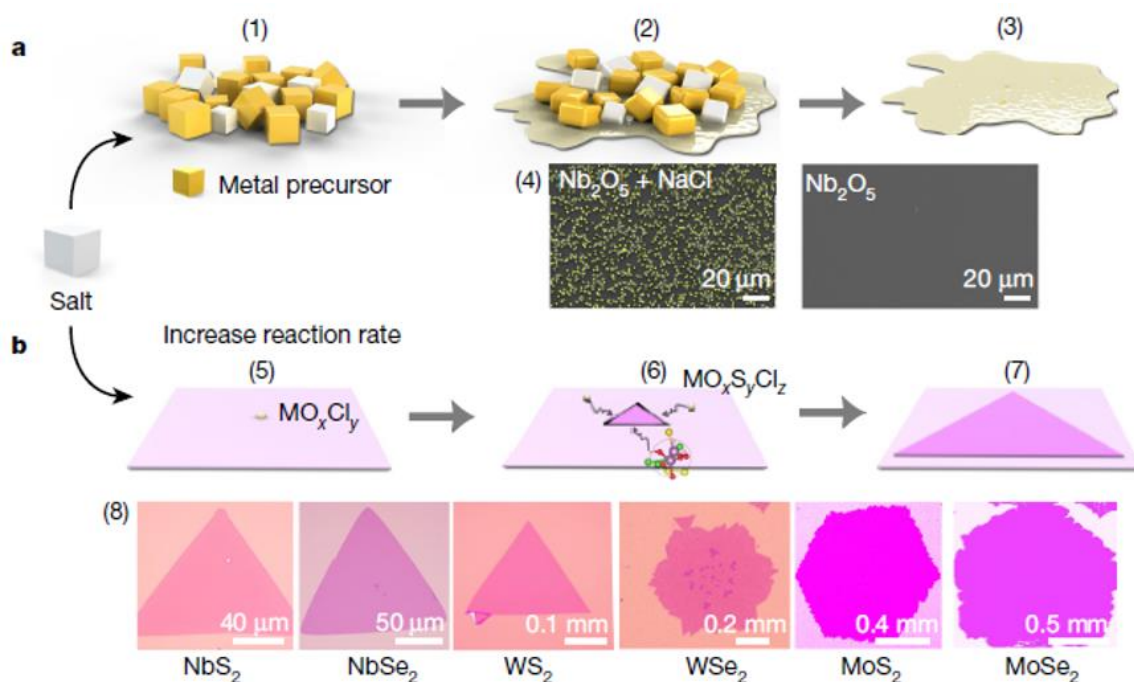 a
(1)
(2)
(3)
Metal precursor
(4)
Nb₂O₅ + NaCl
20 μm
Nb₂O₅
20 μm
Salt
b
Increase reaction rate
(5)
MOₓClᵧ
(6)
MOₓSᵧCl_z
(7)
(8)
40 μm
50 μm
0.1 mm
0.2 mm
0.4 mm
0.5 mm
NbS₂
NbSe₂
WS₂
WSe₂
MoS₂
MoSe₂